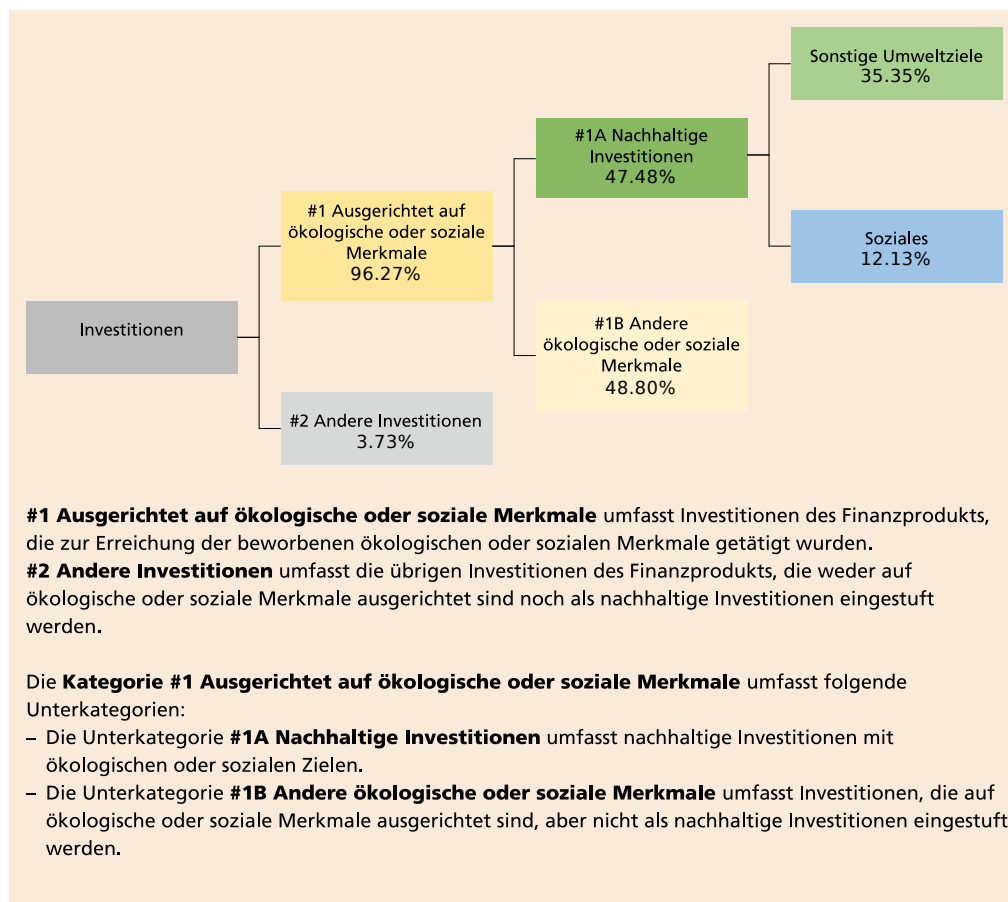 Sonstige Umweltziele
35.35%
#1A Nachhaltige
Investitionen
47.48%
#1 Ausgerichtet auf
ökologische oder soziale
Merkmale
96.27%
Soziales
12.13%
Investitionen
#1B Andere
ökologische oder soziale
Merkmale
48.80%
#2 Andere Investitionen
3.73%
#1 Ausgerichtet auf ökologische oder soziale Merkmale umfasst Investitionen des Finanzprodukts,
die zur Erreichung der beworbenen ökologischen oder sozialen Merkmale getätigt wurden.
#2 Andere Investitionen umfasst die übrigen Investitionen des Finanzprodukts, die weder auf
ökologische oder soziale Merkmale ausgerichtet sind noch als nachhaltige Investitionen eingestuft
werden.
Die Kategorie #1 Ausgerichtet auf ökologische oder soziale Merkmale umfasst folgende
Unterkategorien:
– Die Unterkategorie #1A Nachhaltige Investitionen umfasst nachhaltige Investitionen mit
ökologischen oder sozialen Zielen.
– Die Unterkategorie #1B Andere ökologische oder soziale Merkmale umfasst Investitionen, die auf
ökologische oder soziale Merkmale ausgerichtet sind, aber nicht als nachhaltige Investitionen eingestuft
werden.